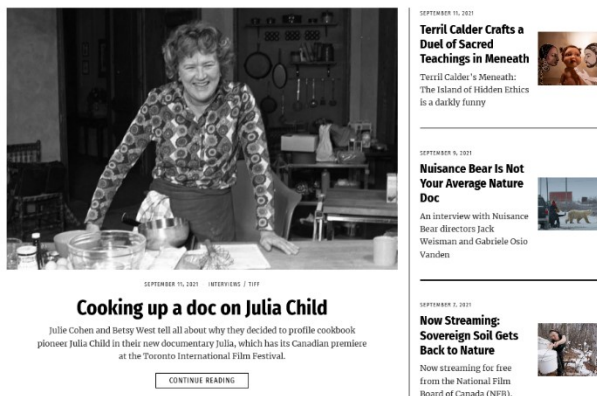 SEPTEMBER 11, 2021 INTERVIEWS / TIFF
Cooking up a doc on Julia Child
Julie Cohen and Betsy West tell all about why they decided to profile cookbook
pioneer Julia Child in their new documentary Julia, which has its Canadian premiere
at the Toronto International Film Festival.
CONTINUE READING
SEPTEMBER 11, 2021
Terril Calder Crafts a
Duel of Sacred
Teachings in Meneath
Terril Calder's Meneath:
The Island of Hidden Ethics
is a darkly funny
SEPTEMBER 9, 2021
Nuisance Bear Is Not
Your Average Nature
Doc
An interview with Nuisance
Bear directors Jack
Weisman and Gabriele Osio
Vanden
SEPTEMBER 7, 2021
Now Streaming:
Sovereign Soil Gets
Back to Nature
Now streaming for free
from the National Film
Board of Canada (NFB),